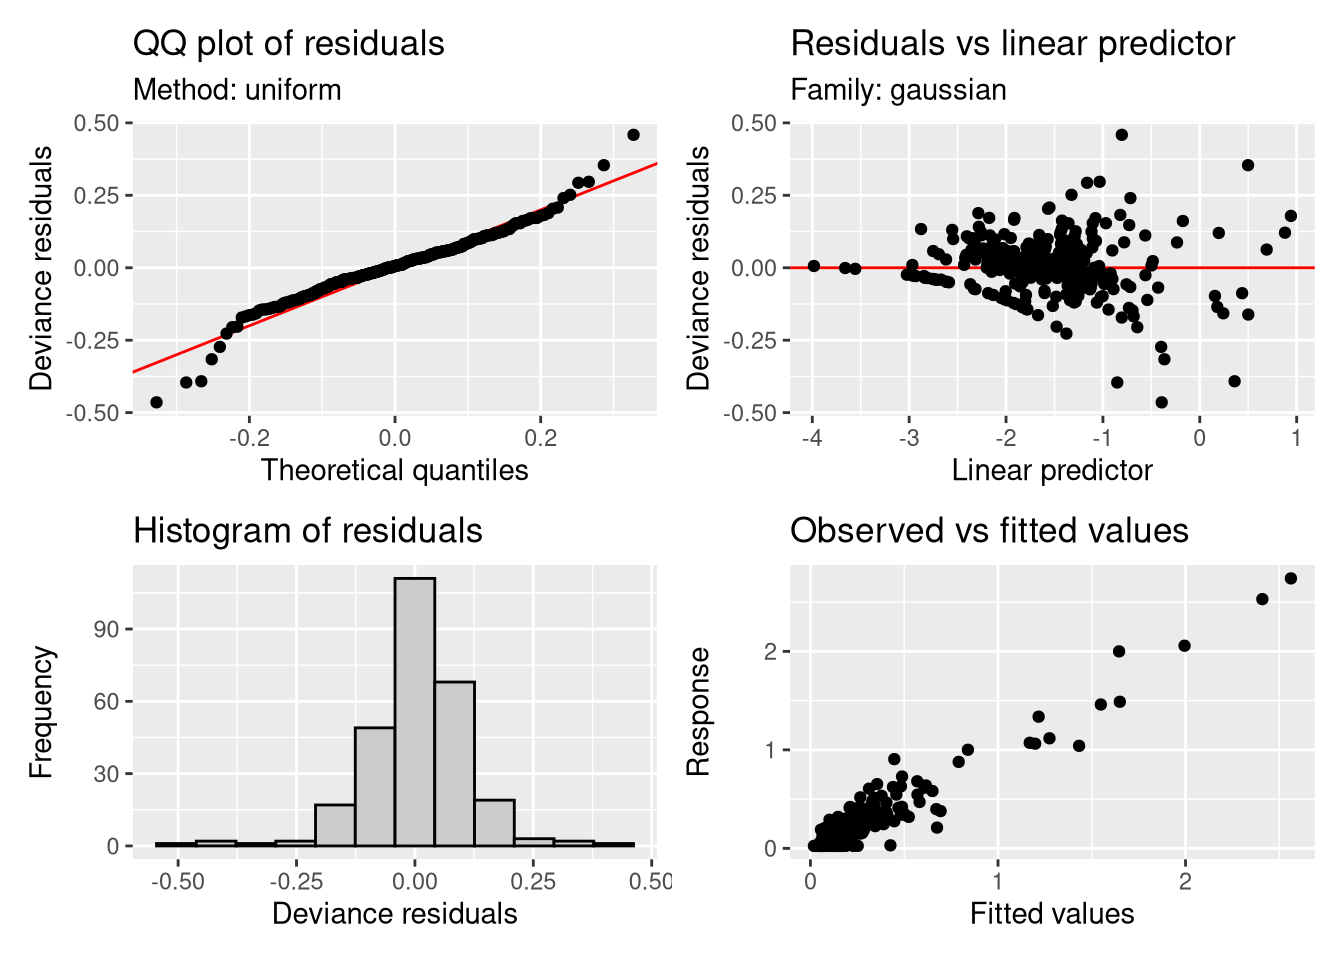 QQ plot of residuals
Method: uniform
0.50
0.25
0.00
-0.25
-0.50
Deviance residuals
-0.2
0.0
0.2
Theoretical quantiles
Residuals vs linear predictor
Family: gaussian
0.50
0.25
0.00
-0.25
-0.50
Deviance residuals
-4
-3
-2
-1
0
1
Linear predictor
Histogram of residuals
90
60
30
0
Frequency
-0.50
-0.25
0.00
0.25
0.50
Deviance residuals
Observed vs fitted values
2
1
0
Response
0
1
2
Fitted values